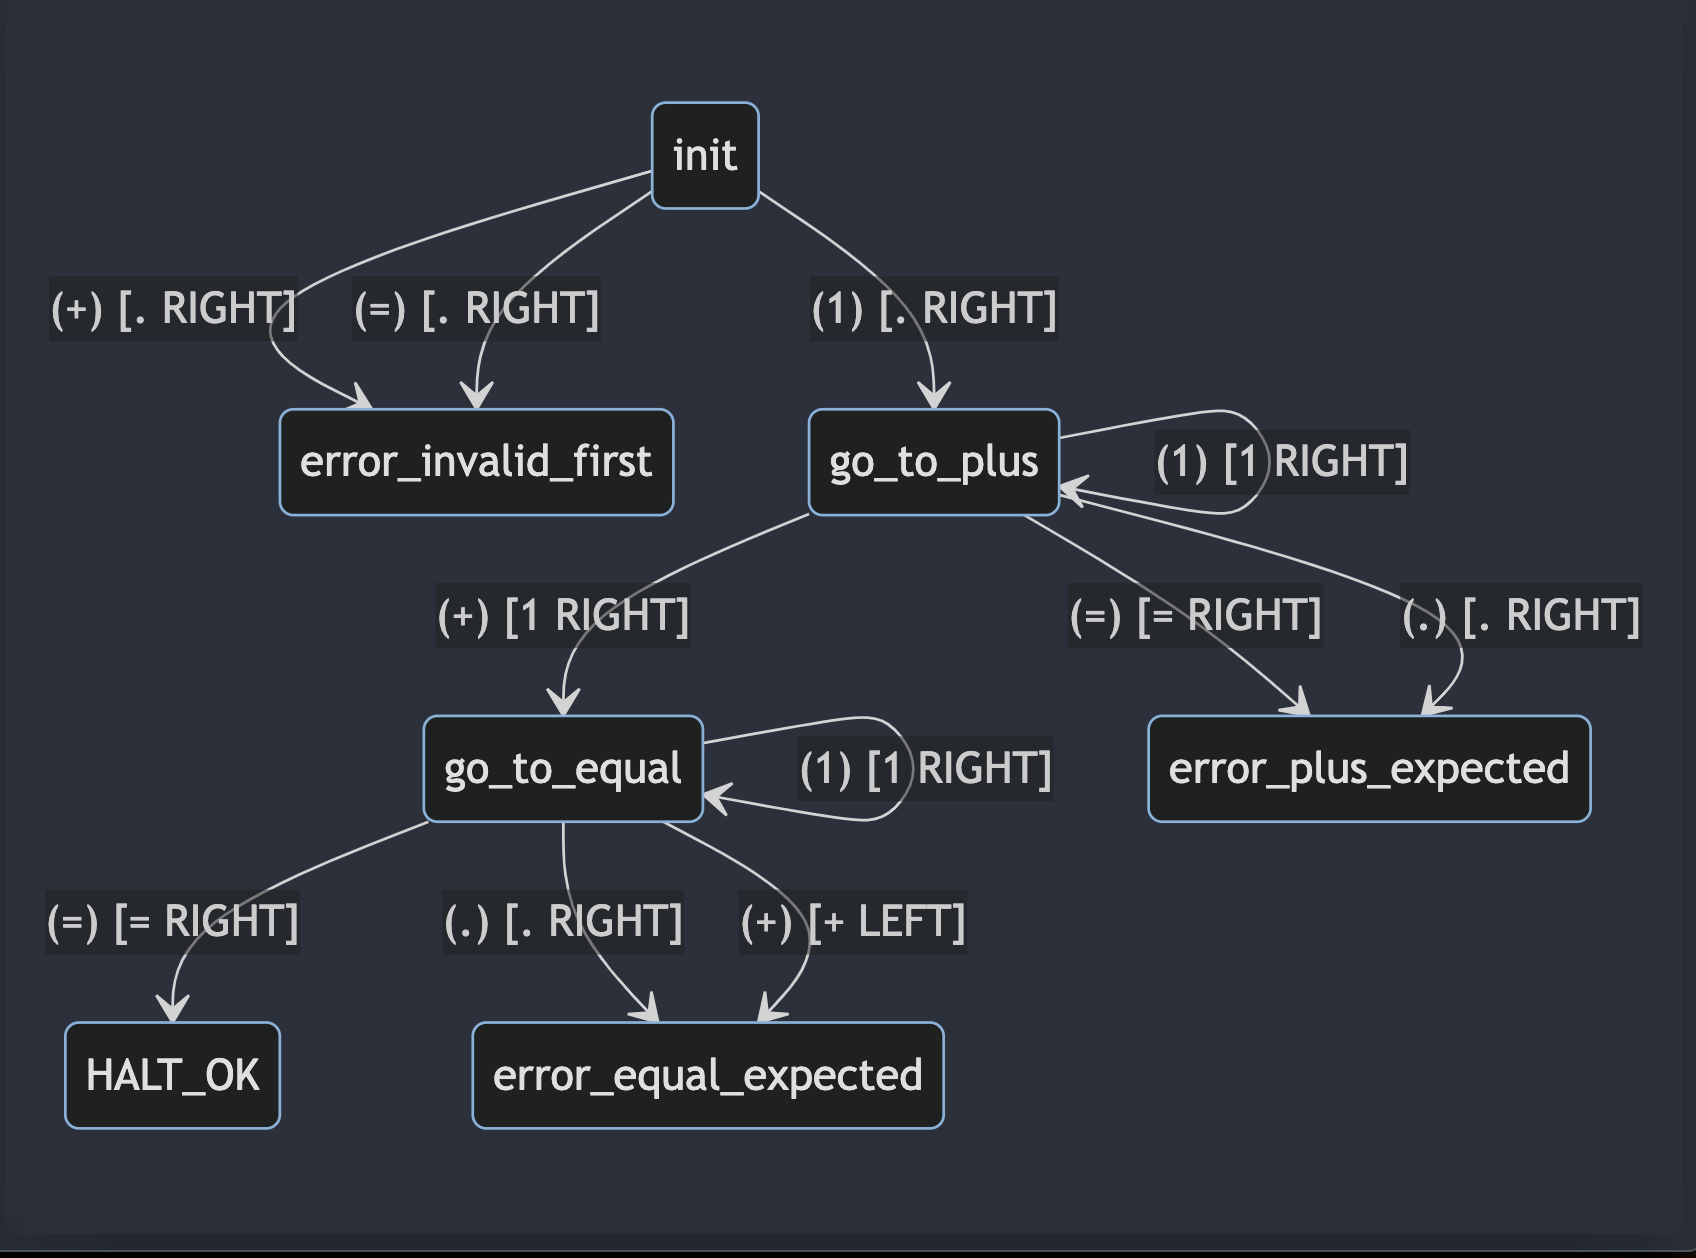 init
(+) [. RIGHT]
(=) [. RIGHT]
(1) [. RIGHT]
error_invalid_first
go_to_plus
(1) [1 RIGHT]
(+) [1 RIGHT]
(=) [= RIGHT]
(.) [. RIGHT]
go_to_equal
(1) [1 RIGHT]
error_plus_expected
(=) [= RIGHT]
(.) [. RIGHT]
(+) [+ LEFT]
HALT_OK
error_equal_expected